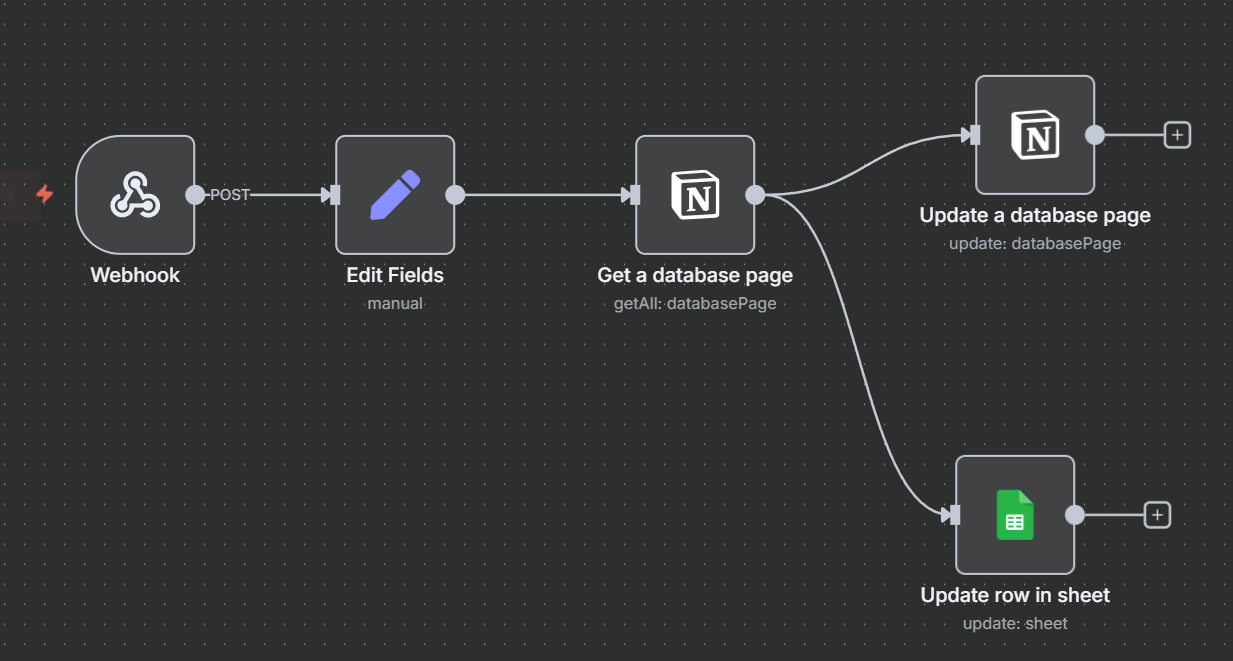 POST
Webhook
Edit Fields
manual
Get a database page
getAll: databasePage
N
N
Update a database page
update: databasePage
Update row in sheet
update: sheet